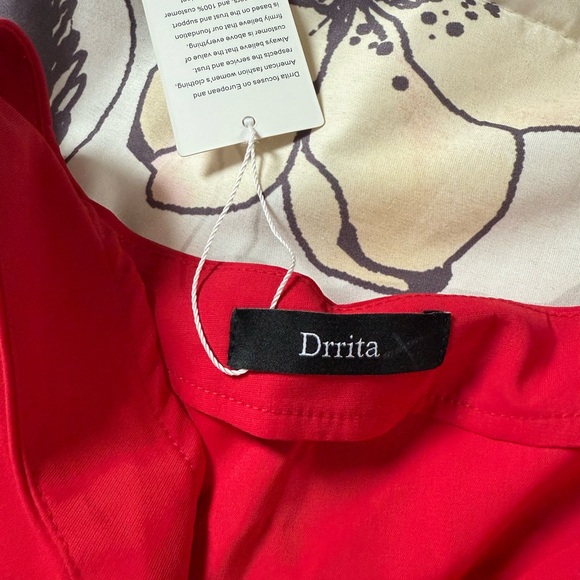 Drrita focuses on European and
American fashion women's clothing,
respects the service and trust.
Always believe that the value of
customer is above everything.
firmly believe that our foundation
is based on the trust and support
and 100% customer
Drrita